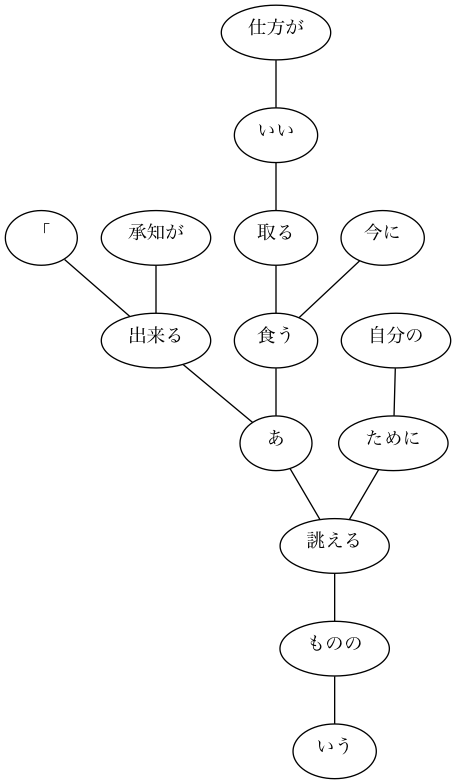 仕方が
いい
「
承知が
取る
今に
出来る
食う
自分の
あ
ために
誂える
ものの
いう